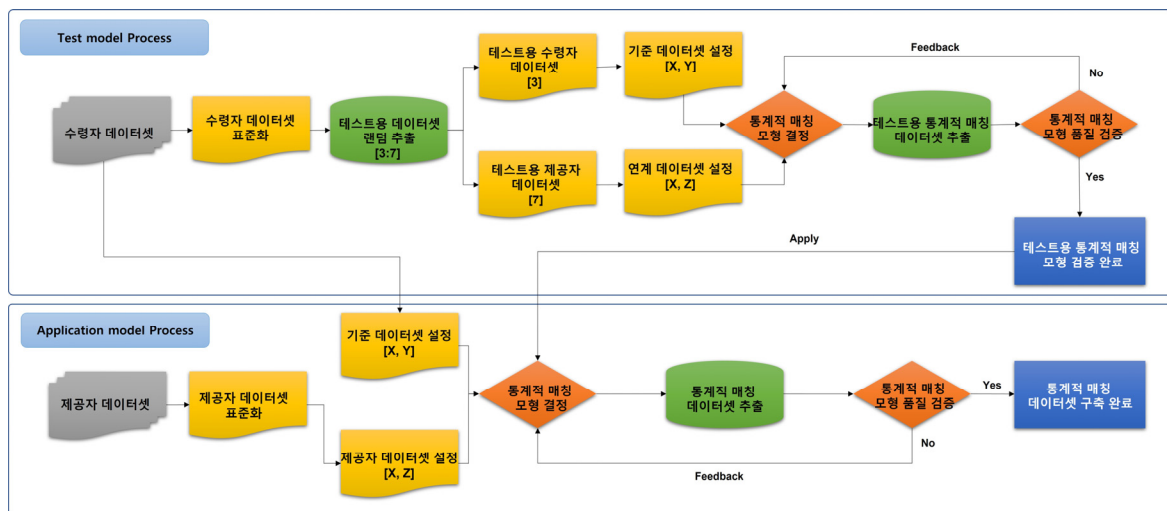 Test model Process
수령자 데이터셋
수령자 데이터셋
표준화
테스트용 데이터셋
랜덤 추출
[3:7]
테스트용 수령자
데이터셋
[3]
기준 데이터셋 설정
[X, Y]
테스트용 제공자
데이터셋
[7]
연계 데이터셋 설정
[X, Z]
통계적 매칭
모형 결정
Feedback
테스트용 통계적 매칭
데이터셋 추출
No
통계적 매칭
모형 품질 검증
Yes
테스트용 통계적 매칭
모형 검증 완료
Apply
Application model Process
제공자 데이터셋
제공자 데이터셋
표준화
기준 데이터셋 설정
[X, Y]
제공자 데이터셋 설정
[X, Z]
통계적 매칭
모형 결정
통계직 매칭
데이터셋 추출
통계적 매칭
모형 품질 검증
Yes
통계적 매칭
데이터셋 구축 완료
No
Feedback